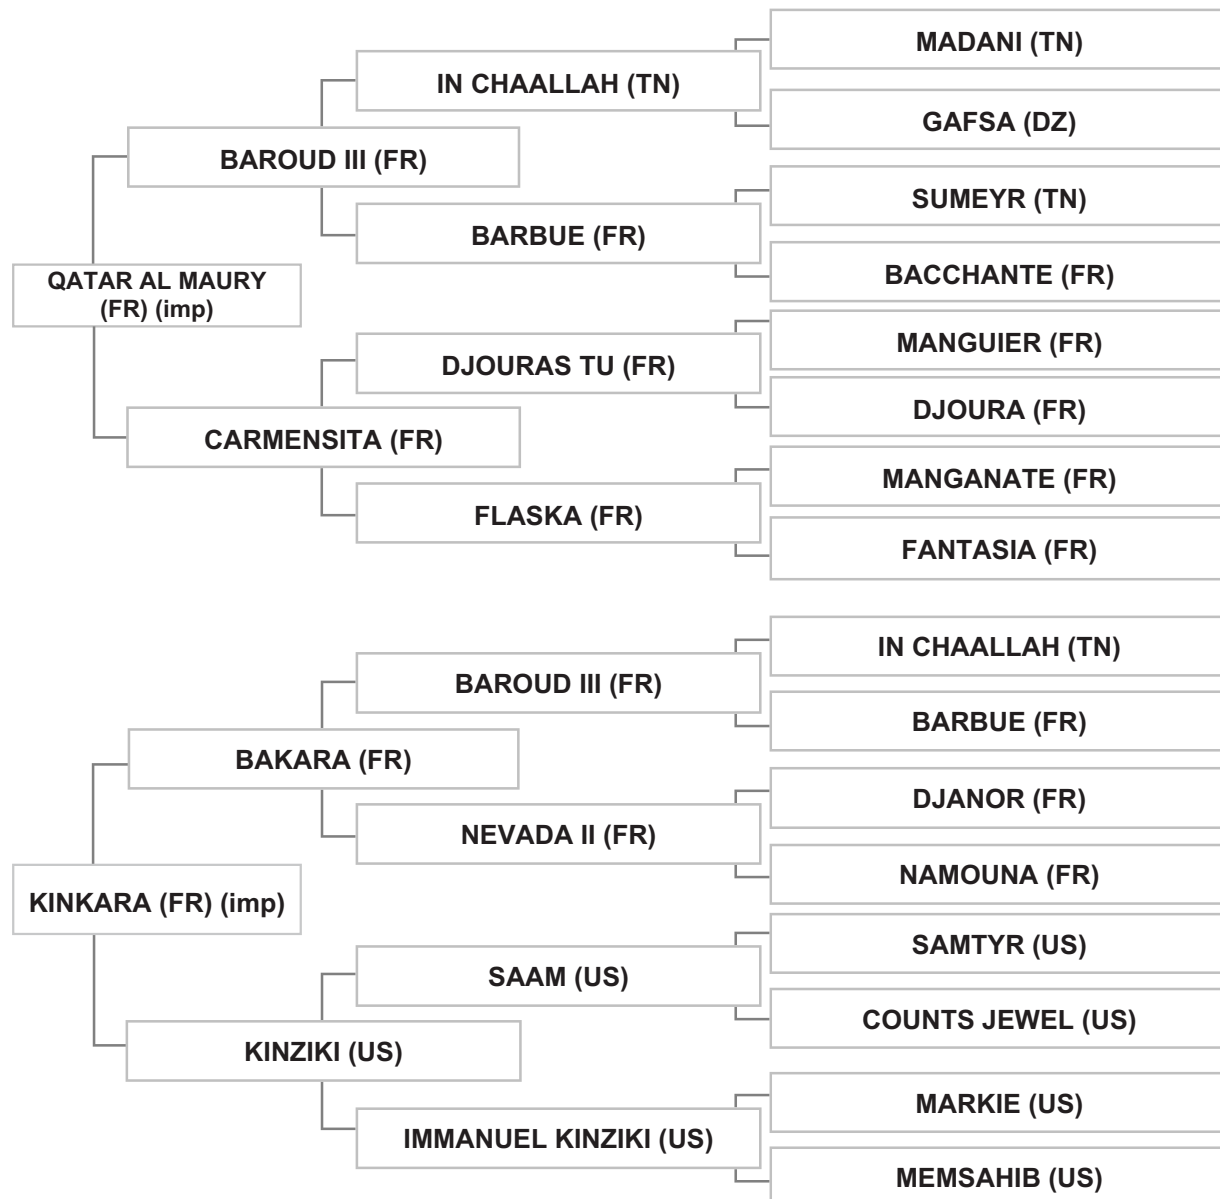 MADANI (TN)
IN CHAALLAH (TN)
GAFSA (DZ)
BAROUD III (FR)
SUMEYR (TN)
BARBUE (FR)
BACCHANTE (FR)
QATAR AL MAURY
(FR) (imp)
MANGUIER (FR)
DJOURAS TU (FR)
DJOURA (FR)
CARMENSITA (FR)
MANGANATE (FR)
FLASKA (FR)
FANTASIA (FR)
IN CHAALLAH (TN)
BAROUD III (FR)
BARBUE (FR)
BAKARA (FR)
DJANOR (FR)
NEVADA II (FR)
NAMOUNA (FR)
KINKARA (FR) (imp)
SAMTYR (US)
SAAM (US)
COUNTS JEWEL (US)
KINZIKI (US)
MARKIE (US)
IMMANUEL KINZIKI (US)
MEMSAHIB (US)